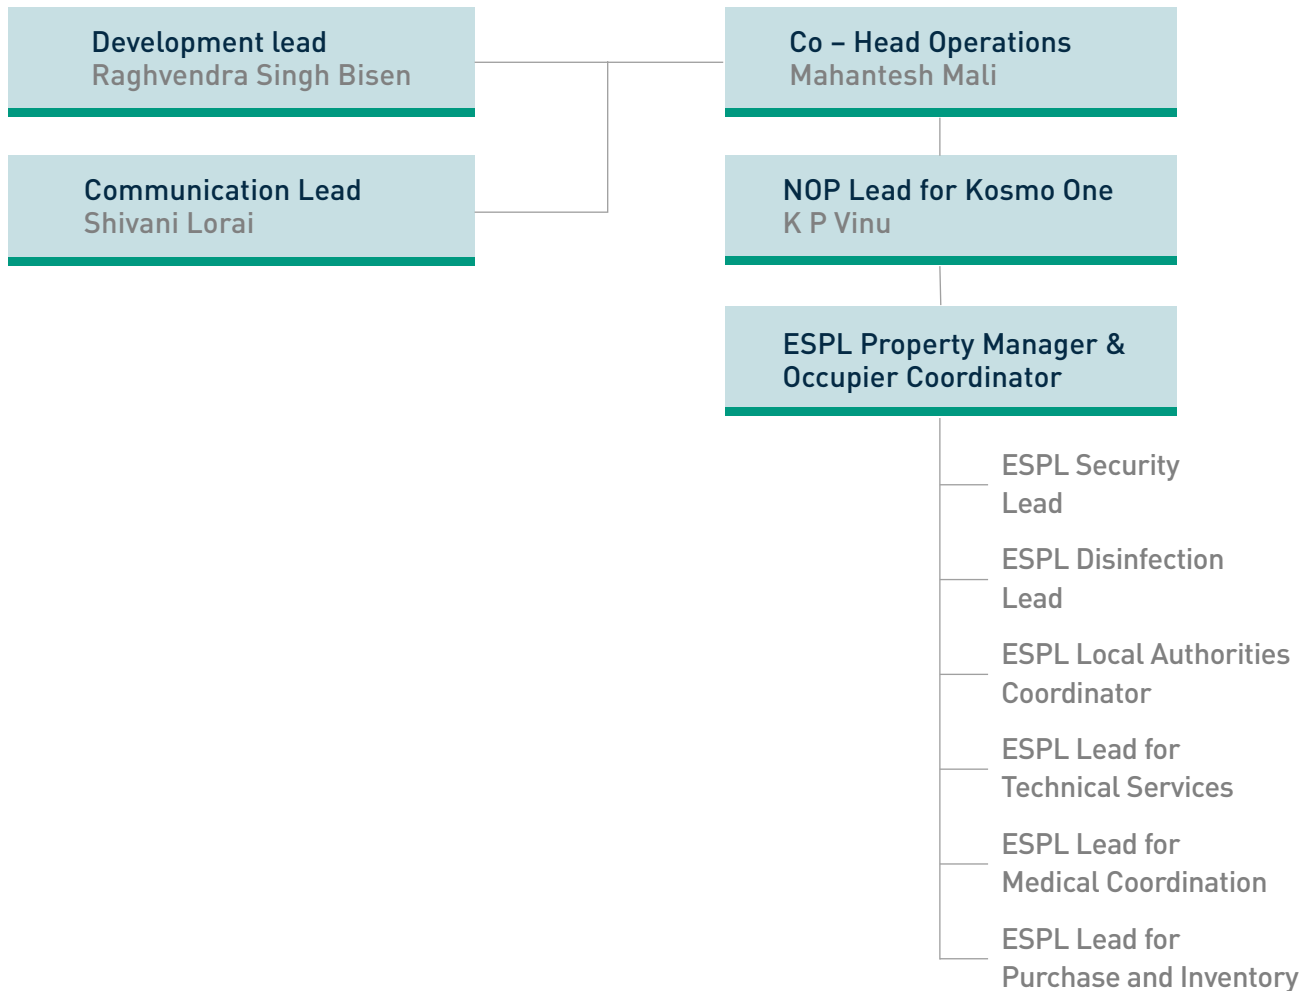 Development lead
Raghvendra Singh Bisen
Co – Head Operations
Mahantesh Mali
Communication Lead
Shivani Lorai
NOP Lead for Kosmo One
K P Vinu
ESPL Property Manager &
Occupier Coordinator
ESPL Security
Lead
ESPL Disinfection
Lead
ESPL Local Authorities
Coordinator
ESPL Lead for
Technical Services
ESPL Lead for
Medical Coordination
ESPL Lead for
Purchase and Inventory